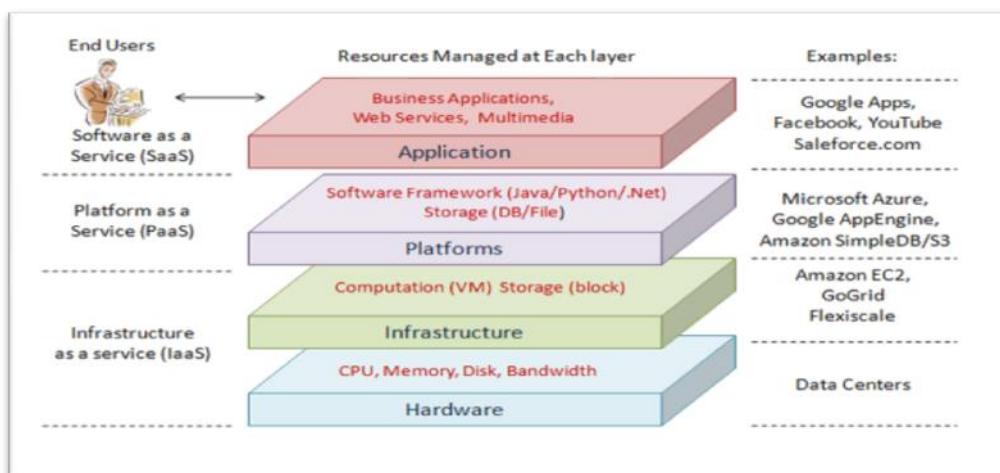 End Users
Resources Managed at Each layer
Examples:
Business Applications,
Web Services, Multimedia
Application
Software as a
Service (SaaS)
Google Apps,
Facebook, YouTube
Saleforce.com
Software Framework (Java/Python/.Net)
Storage (DB/File)
Platforms
Platform as a
Service (PaaS)
Microsoft Azure,
Google AppEngine,
Amazon SimpleDB/S3
Computation (VM) Storage (block)
Infrastructure
Amazon EC2,
GoGrid
Flexiscale
Infrastructure
as a service (IaaS)
CPU, Memory, Disk, Bandwidth
Hardware
Data Centers